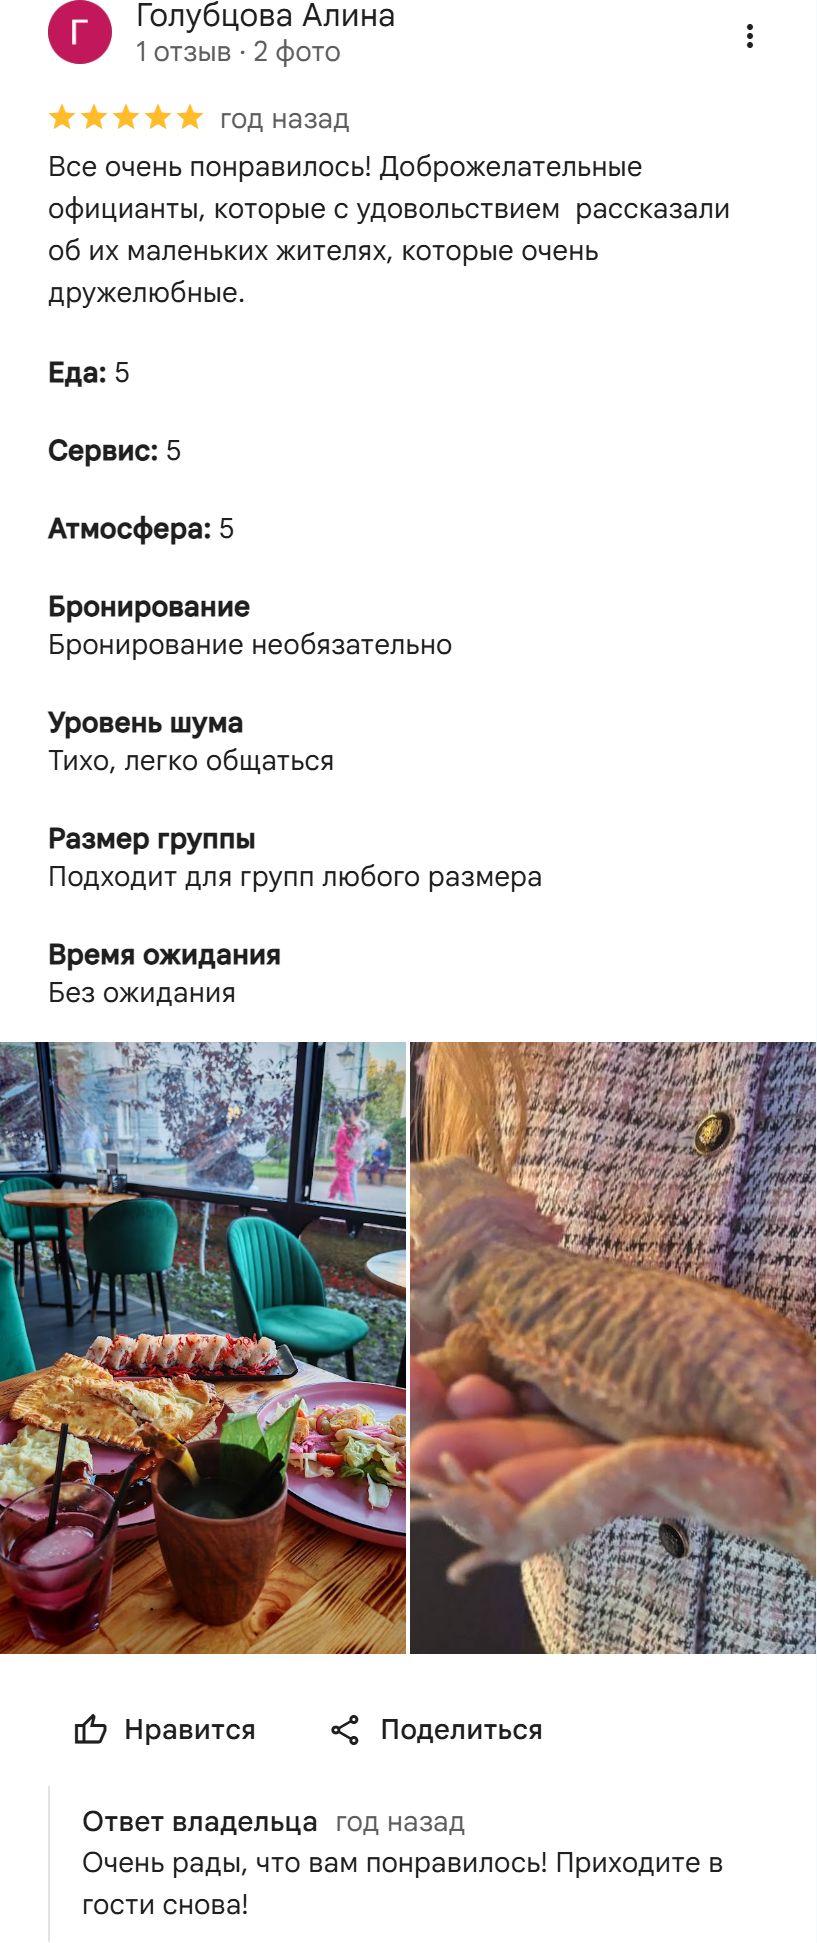 Г
Голубцова Алина
1 отзыв · 2 фото
год назад
Все очень понравилось! Доброжелательные
официанты, которые с удовольствием  рассказали
об их маленьких жителях, которые очень
дружелюбные.
Еда: 5
Сервис: 5
Атмосфера: 5
Бронирование
Бронирование необязательно
Уровень шума
Тихо, легко общаться
Размер группы
Подходит для групп любого размера
Время ожидания
Без ожидания
Нравится Поделиться
Ответ владельца год назад
Очень рады, что вам понравилось! Приходите в
гости снова!